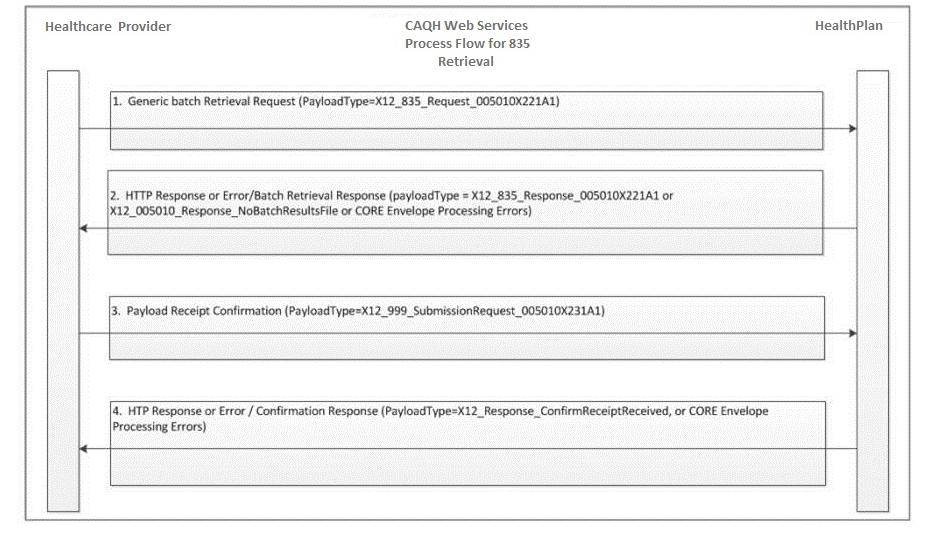 Healthcare Provider
CAQH Web Services
Process Flow for 835
Retrieval
HealthPlan
1. Generic batch Retrieval Request (PayloadType=X12_835_Request_005010X221A1)
2. HTTP Response or Error/Batch Retrieval Response (payloadType = X12_835_Response_005010X221A1 or
X12_005010_Response_NoBatchResultsFile or CORE Envelope Processing Errors)
3. Payload Receipt Confirmation (PayloadType=X12_999_SubmissionRequest_005010X231A1)
4. HTP Response or Error / Confirmation Response (PayloadType=X12_Response_ConfirmReceiptReceived, or CORE Envelope
Processing Errors)